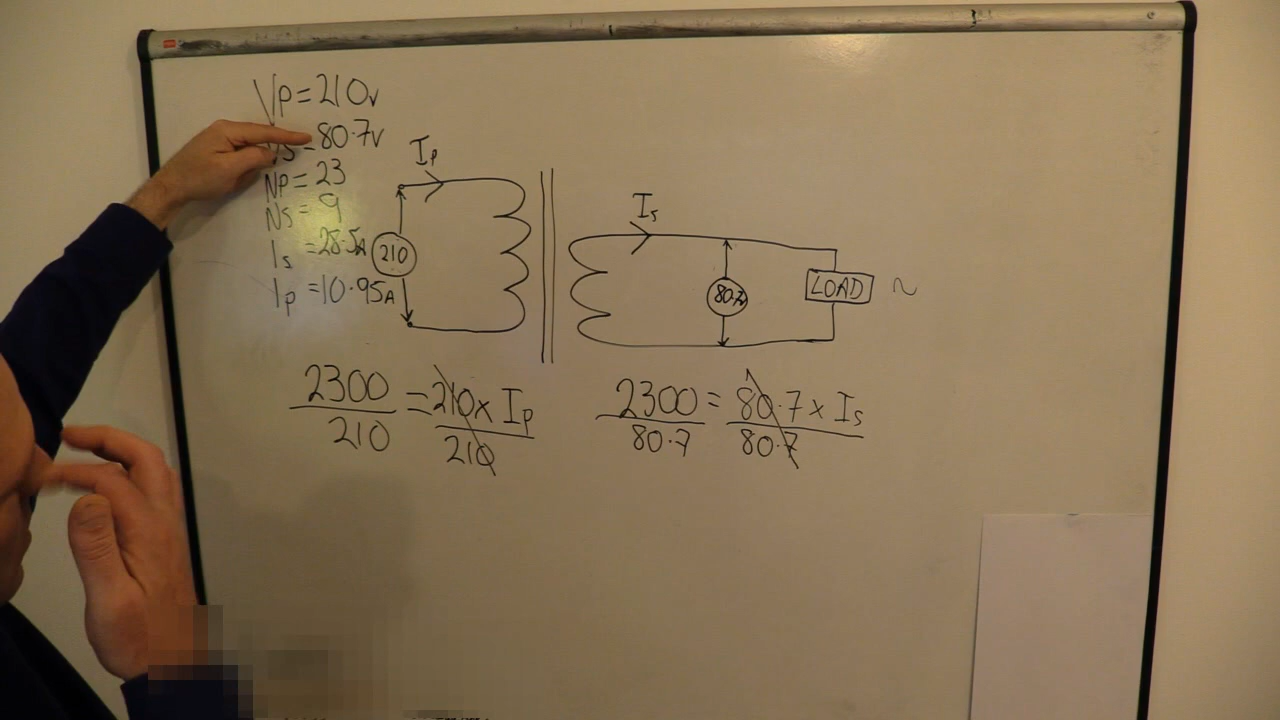 Vp=210v
Vs=80.7v
Np=23
Ns=9
Is=28.5A
Ip=10.95A
Ip
210
Is
80.7v
LOAD ~
2300/210 = 210 x Ip/210
2300/80.7 = 80.7 x Is/80.7